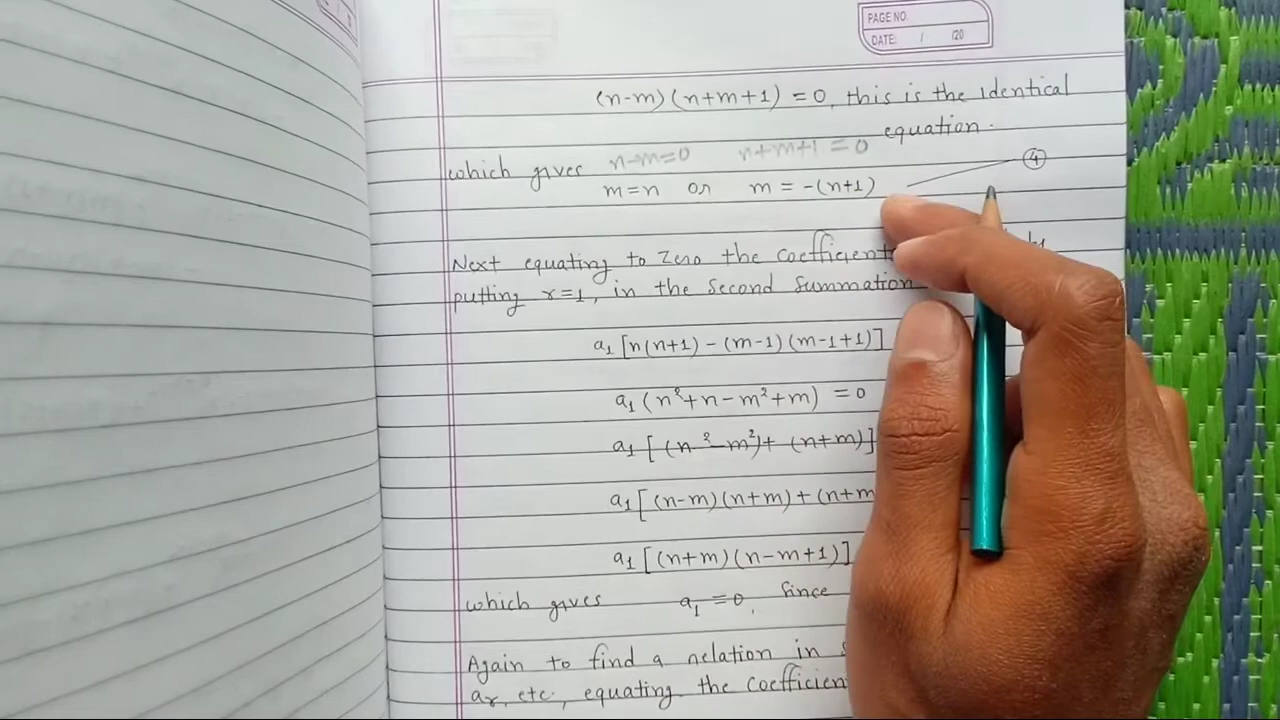 PAGE NO.
DATE: / /20
(n-m) (n+m+1) = 0, this is the identical
equation.
which gives n-m=0 n+m+1 = 0
m=n or m = -(n+1) ④
Next equating to zero the coefficient by
putting r=1, in the second summation
a₁ [n(n+1) - (m-1) (m-1+1)]
a₁ (n²+n-m²+m) = 0
a₁ [(n²-m²)+ (n+m)]
a₁ [(n-m) (n+m) + (n+m
a₁ [(n+m) (n-m+1)]
which gives a₁ =0, since
Again to find a relation in
aᵣ, etc., equating the coefficien